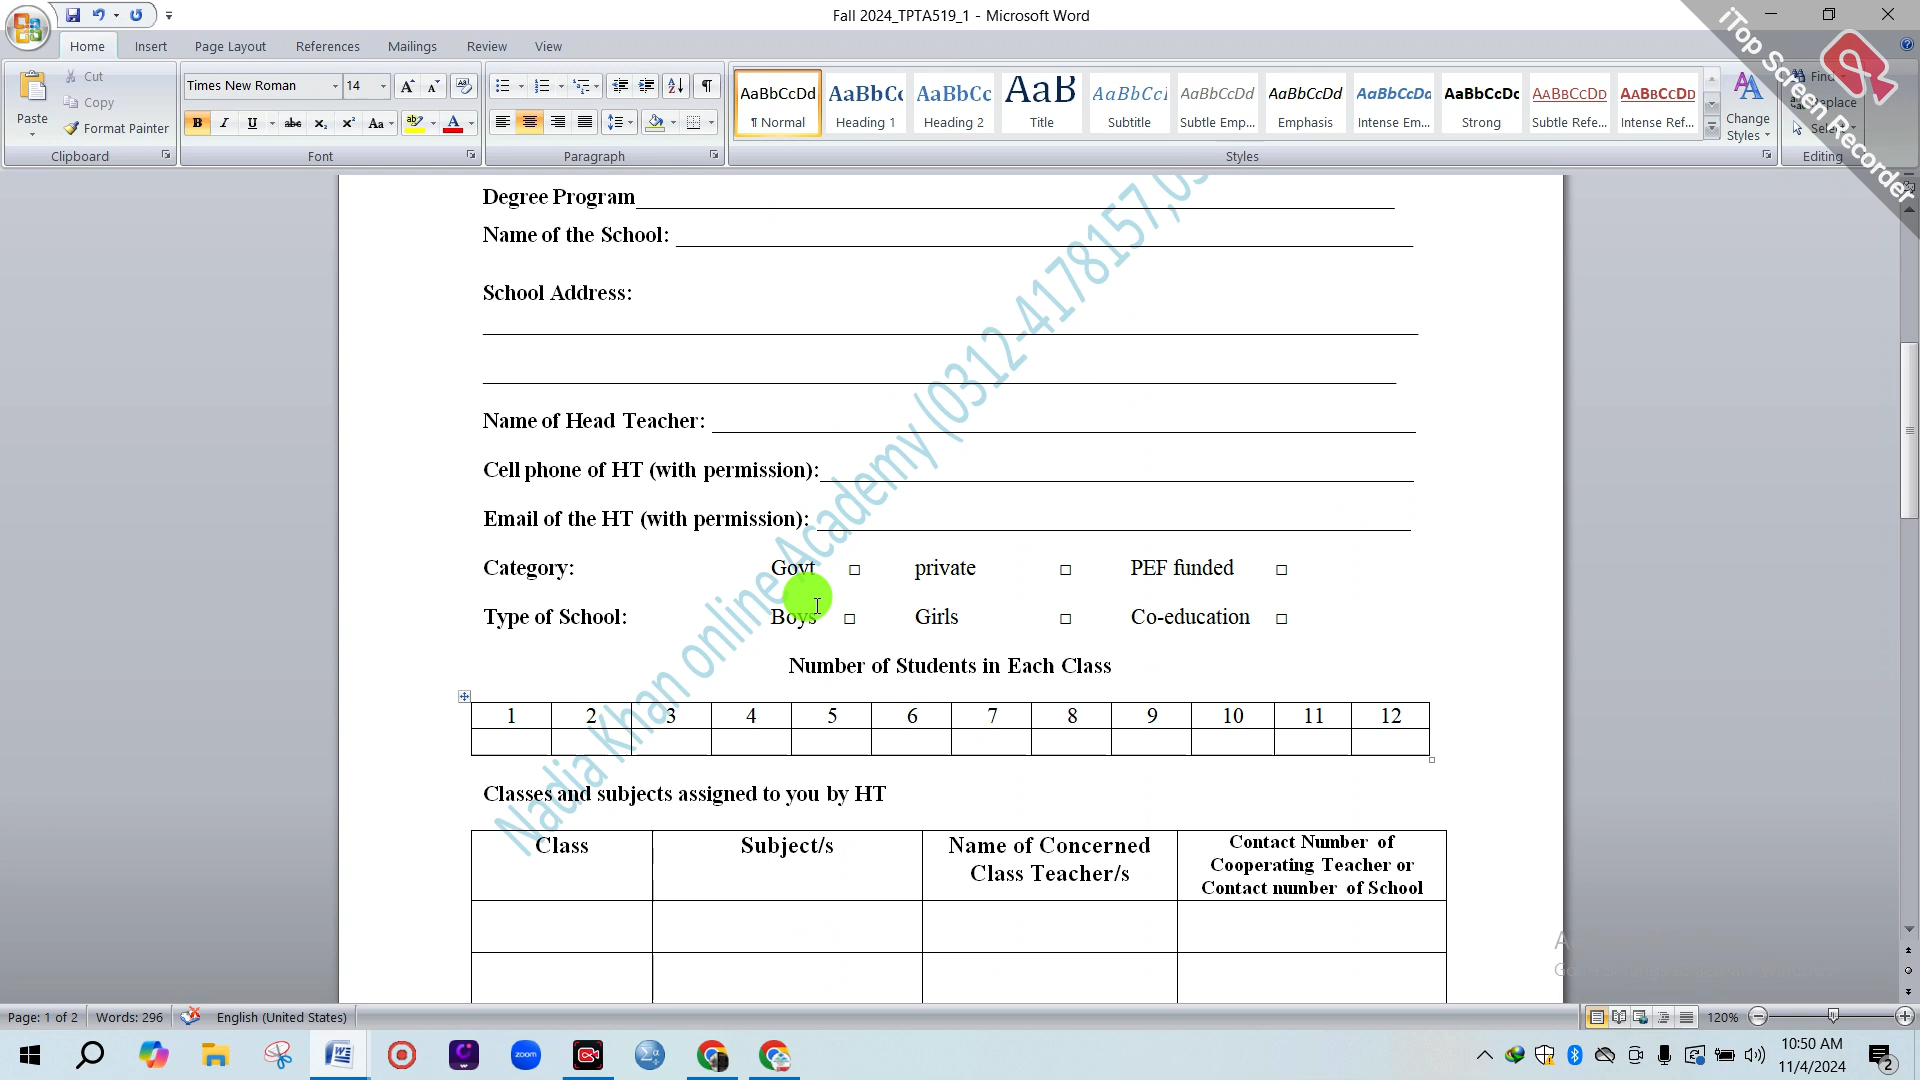 Fall 2024_TPTA519_1 - Microsoft Word
Home Insert Page Layout References Mailings Review View
Paste
Cut
Copy
Format Painter
Clipboard
Times New Roman 14
Font
Paragraph
AaBbCcDd AaBbCc AaBbCc AaB AaBbCcl AaBbCcDd AaBbCcDd AaBbCcDc AaBbCcDc AABBCCDD AABBCCDD
¶ Normal Heading 1 Heading 2 Title Subtitle Subtle Emp... Emphasis Intense Em... Strong Subtle Refe... Intense Ref...
Change Styles
Styles
Find
Replace
Select
Editing
iTop Screen Recorder
Degree Program
Name of the School:
School Address:
Name of Head Teacher:
Cell phone of HT (with permission):
Email of the HT (with permission):
Category: Govt □ private □ PEF funded □
Type of School: Boys □ Girls □ Co-education □
Number of Students in Each Class
1 2 3 4 5 6 7 8 9 10 11 12
Classes and subjects assigned to you by HT
Class Subject/s Name of Concerned Class Teacher/s Contact Number of Cooperating Teacher or Contact number of School
Nadia Khan online Academy (0312-4178157,03
Page: 1 of 2 Words: 296 English (United States) 120%
zoom
10:50 AM
11/4/2024
2